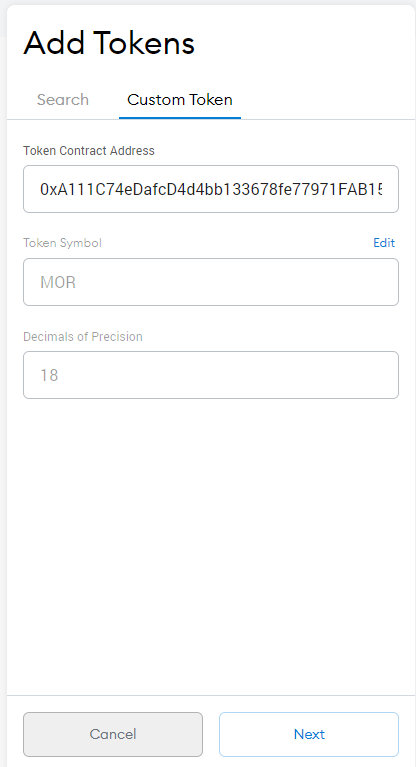 Add Tokens
Search Custom Token
Token Contract Address
0xA111C74eDafcD4d4bb133678fe77971FAB15
Token Symbol Edit
MOR
Decimals of Precision
18
Cancel Next